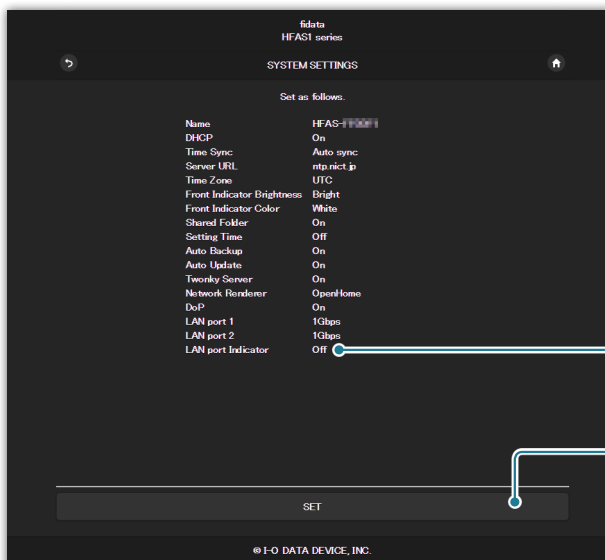 fidata
HFAS1 series
SYSTEM SETTINGS
Set as follows.
Name HFAS-
DHCP On
Time Sync Auto sync
Server URL ntp.nict.jp
Time Zone UTC
Front Indicator Brightness Bright
Front Indicator Color White
Shared Folder On
Setting Time Off
Auto Backup On
Auto Update On
Twonky Server On
Network Renderer OpenHome
DoP On
LAN port 1 1Gbps
LAN port 2 1Gbps
LAN port Indicator Off
SET
© I-O DATA DEVICE, INC.